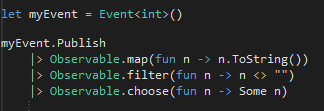 let myEvent = Event<int>()
myEvent.Publish
|> Observable.map(fun n -> n.ToString())
|> Observable.filter(fun n -> n <> "")
|> Observable.choose(fun n -> Some n)